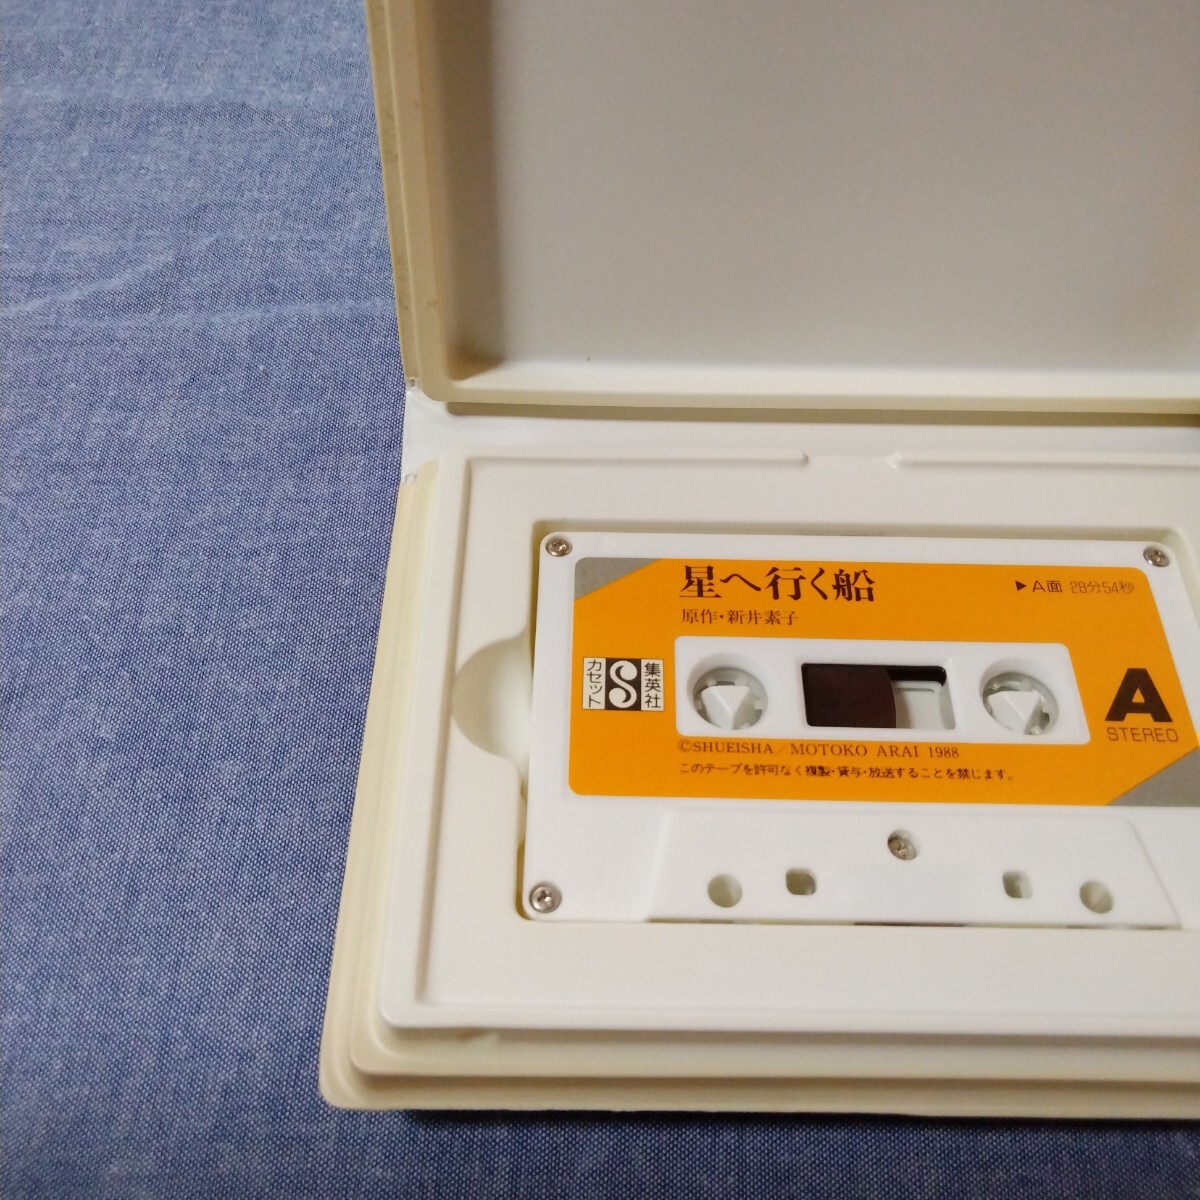 星へ行く船
▶A面 28分54秒
原作・新井素子
カセット
S
集英社
A
STEREO
©SHUEISHA／MOTOKO ARAI 1988
このテープを許可なく複製・貸与・放送することを禁じます。